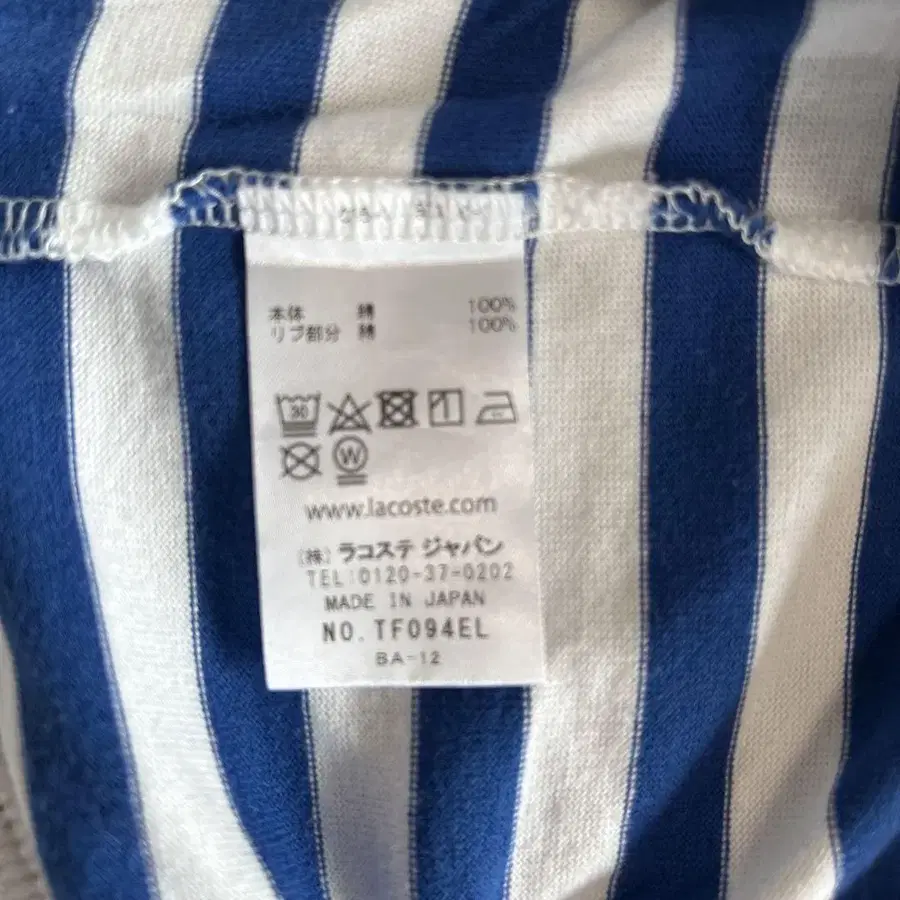 本体 綿 100%
リブ部分 綿 100%
30
W
www.lacoste.com
(株) ラコステ ジャパン
TEL:0120-37-0202
MADE IN JAPAN
NO. TF094EL
BA-12